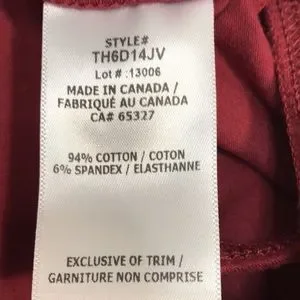 STYLE#
TH6D14JV
Lot # :13006
MADE IN CANADA /
FABRIQUÉ AU CANADA
CA# 65327
94% COTTON / COTON
6% SPANDEX / ELASTHANNE
EXCLUSIVE OF TRIM /
GARNITURE NON COMPRISE